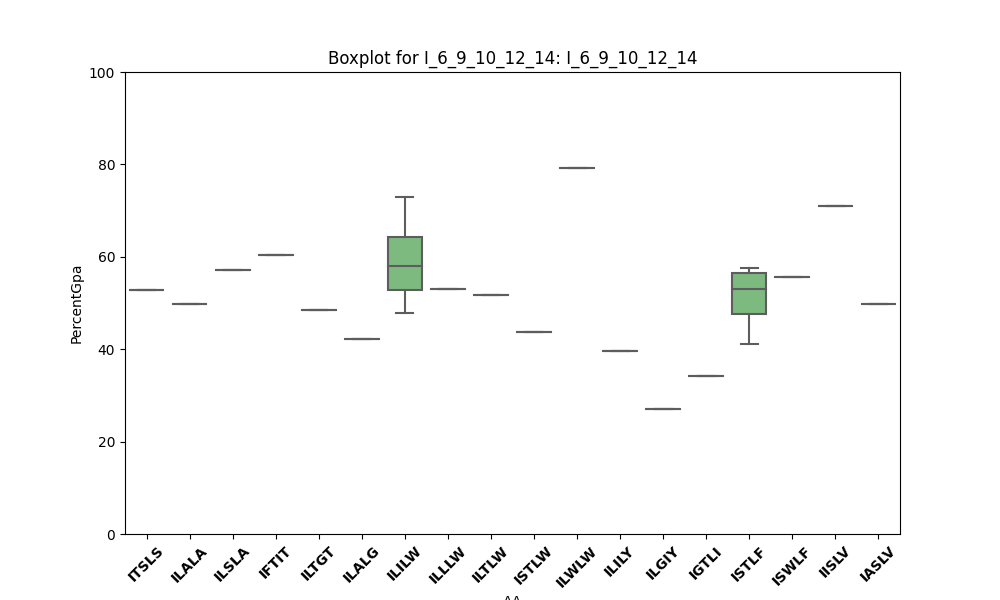 Boxplot for I_6_9_10_12_14: I_6_9_10_12_14
PercentGpa
100
80
60
40
20
0
ITSLS
ILALA
ILSLA
IFTIT
ILTGT
ILALG
ILILW
ILLLW
ILTLW
ISTLW
ILWLW
ILILY
ILGIY
IGTLI
ISTLF
ISWLF
IISLV
IASLV
AA